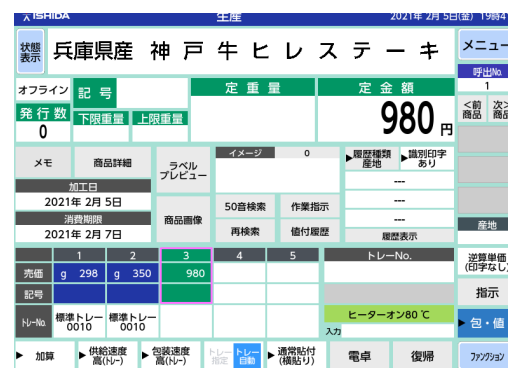 ISHIDA 生産 2021年 2月 5日(金) 19時4
状態表示 兵庫県産 神戸牛ヒレステーキ メニュー
呼出No.
1
オフライン 記号 定重量 定金額
<前商品 次>商品
発行数 下限重量 上限重量 980 円
0
メモ 商品詳細 ラベルプレビュー イメージ 0 ▶履歴種類 産地 ▶識別印字 あり
---
加工日
2021年 2月 5日 50音検索 作業指示 ---
消費期限 商品画像 ---
2021年 2月 7日 再検索 値付履歴 履歴表示 産地
1 2 3 4 5 トレーNo. 逆算単価(印字なし)
売価 g 298 g 350 980
記号 指示
トレーNo. 標準トレー0010 標準トレー0010 ヒーターオン80℃
入力 ▶包・値
▶ 加算 ▶供給速度 高(トレー) ▶包装速度 高(トレー) トレー指定 トレー自動 ▶通常貼付(横貼り) 電卓 復帰 ファンクション